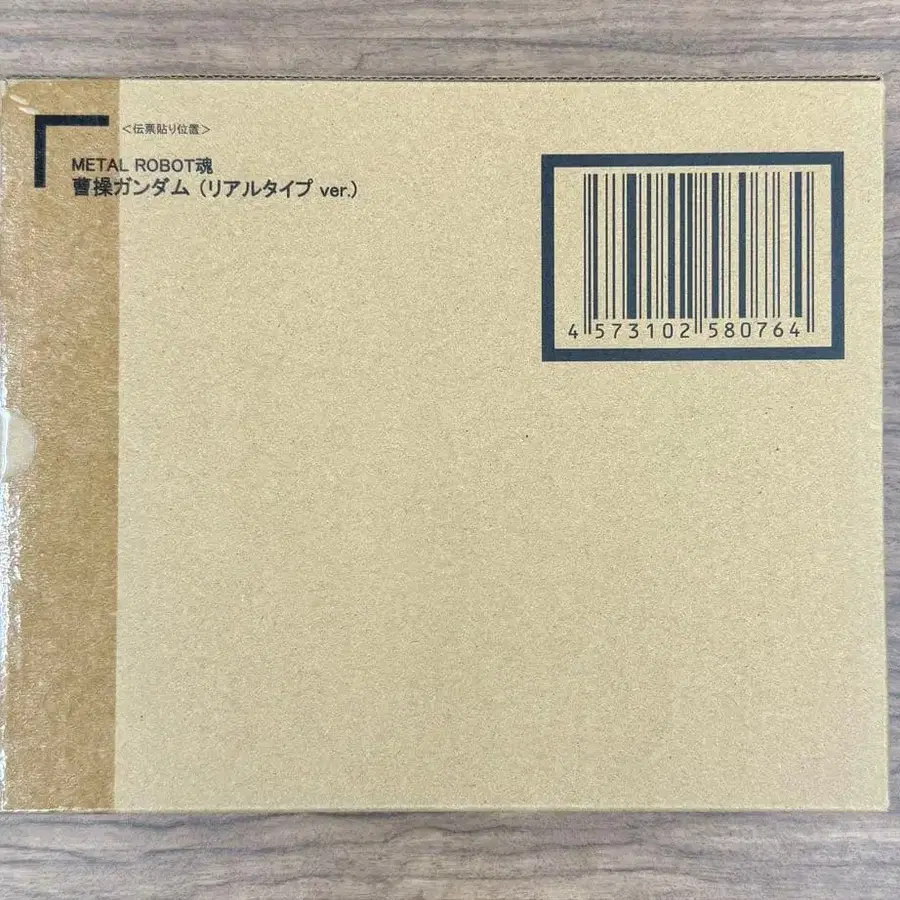 <伝票貼り位置>
METAL ROBOT魂
曹操ガンダム (リアルタイプ ver.)
4 573102 580764